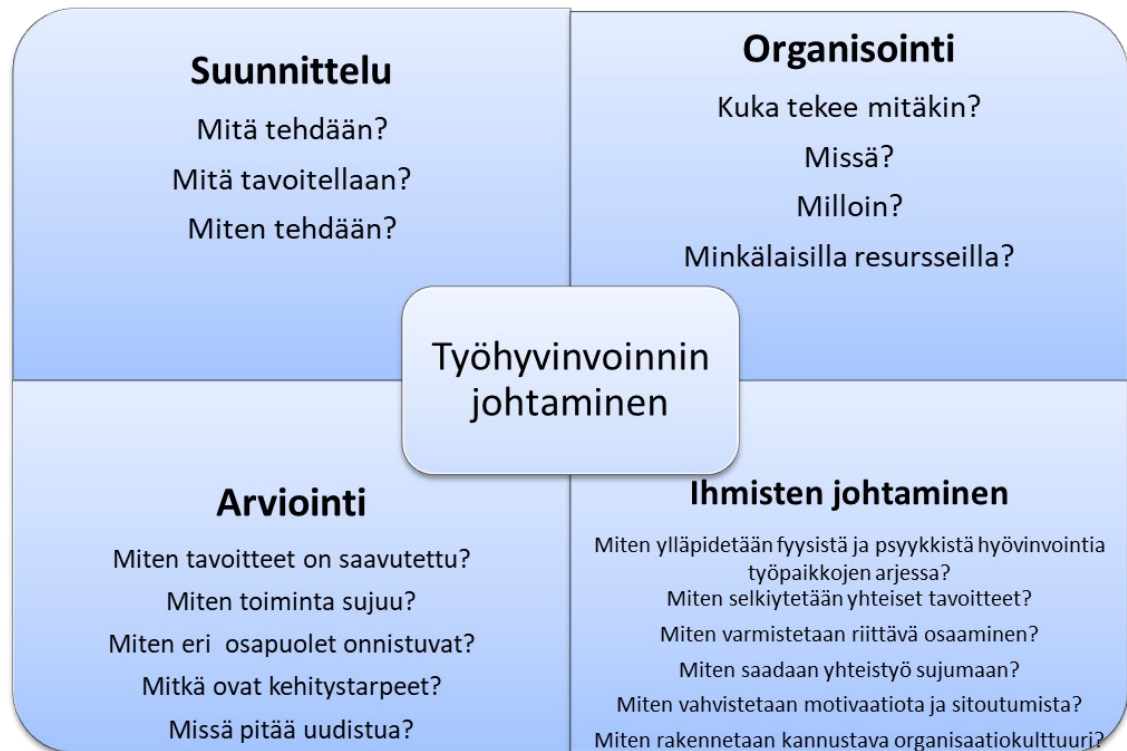 Suunnittelu
Mitä tehdään?
Mitä tavoitellaan?
Miten tehdään?
Organisointi
Kuka tekee mitäkin?
Missä?
Milloin?
Minkälaisilla resursseilla?
Työhyvinvoinnin
johtaminen
Arviointi
Miten tavoitteet on saavutettu?
Miten toiminta sujuu?
Miten eri  osapuolet onnistuvat?
Mitkä ovat kehitystarpeet?
Missä pitää uudistua?
Ihmisten johtaminen
Miten ylläpidetään fyysistä ja psyykkistä hyövinvointia
työpaikkojen arjessa?
Miten selkiytetään yhteiset tavoitteet?
Miten varmistetaan riittävä osaaminen?
Miten saadaan yhteistyö sujumaan?
Miten vahvistetaan motivaatiota ja sitoutumista?
Miten rakennetaan kannustava organisaatiokulttuuri?